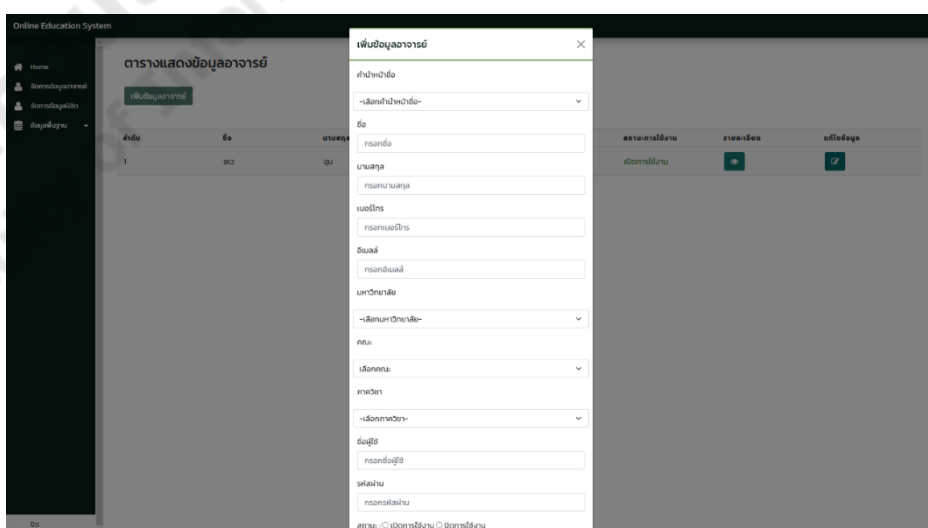 Online Education System
Home
จัดการข้อมูลอาจารย์
จัดการข้อมูลนิสิต
ข้อมูลพื้นฐาน
ตารางแสดงข้อมูลอาจารย์
เพิ่มข้อมูลอาจารย์
ลำดับ ชื่อ นามสกุล สถานะการใช้งาน รายละเอียด แก้ไขข้อมูล
1 เปิดการใช้งาน
เพิ่มข้อมูลอาจารย์
คำนำหน้าชื่อ
-เลือกคำนำหน้าชื่อ-
ชื่อ
กรอกชื่อ
นามสกุล
กรอกนามสกุล
เบอร์โทร
กรอกเบอร์โทร
อีเมลล์
กรอกอีเมลล์
มหาวิทยาลัย
-เลือกมหาวิทยาลัย-
คณะ
เลือกคณะ
ภาควิชา
-เลือกภาควิชา-
ชื่อผู้ใช้
กรอกชื่อผู้ใช้
รหัสผ่าน
กรอกรหัสผ่าน
สถานะ : เปิดการใช้งาน ปิดการใช้งาน